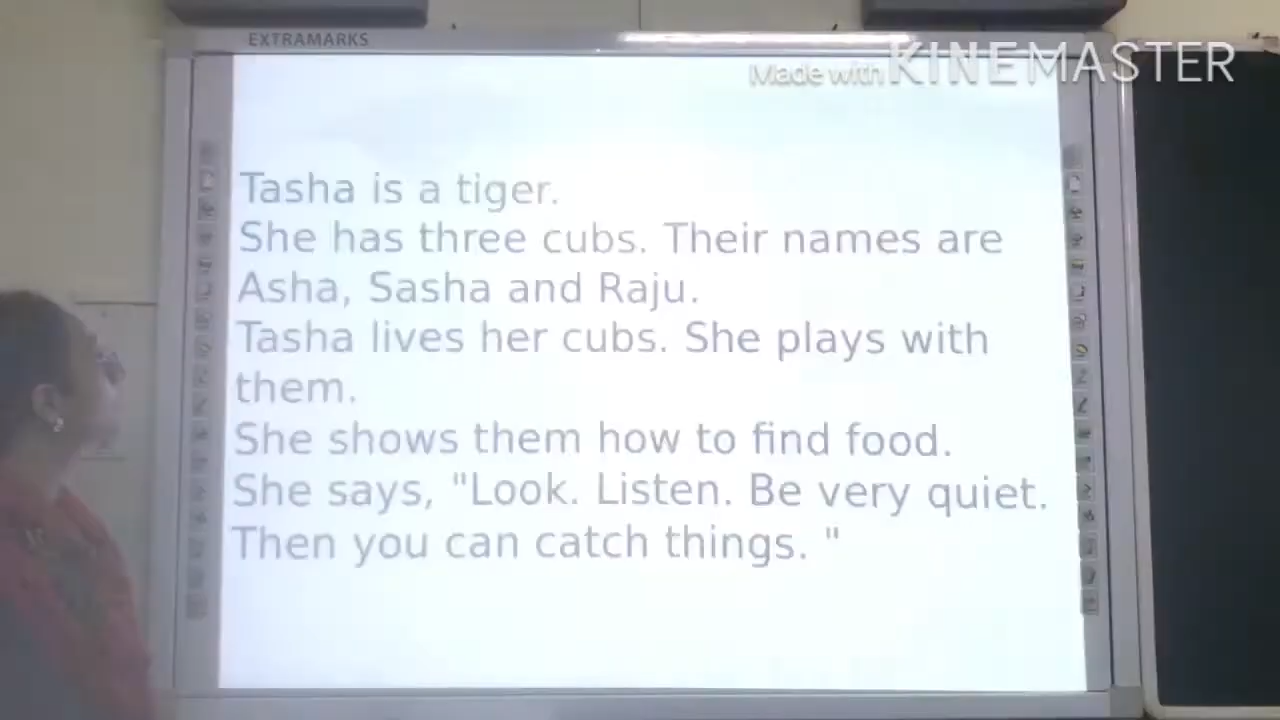 EXTRAMARKS
Made with KINEMASTER
Tasha is a tiger.
She has three cubs. Their names are
Asha, Sasha and Raju.
Tasha lives her cubs. She plays with
them.
She shows them how to find food.
She says, "Look. Listen. Be very quiet.
Then you can catch things. "